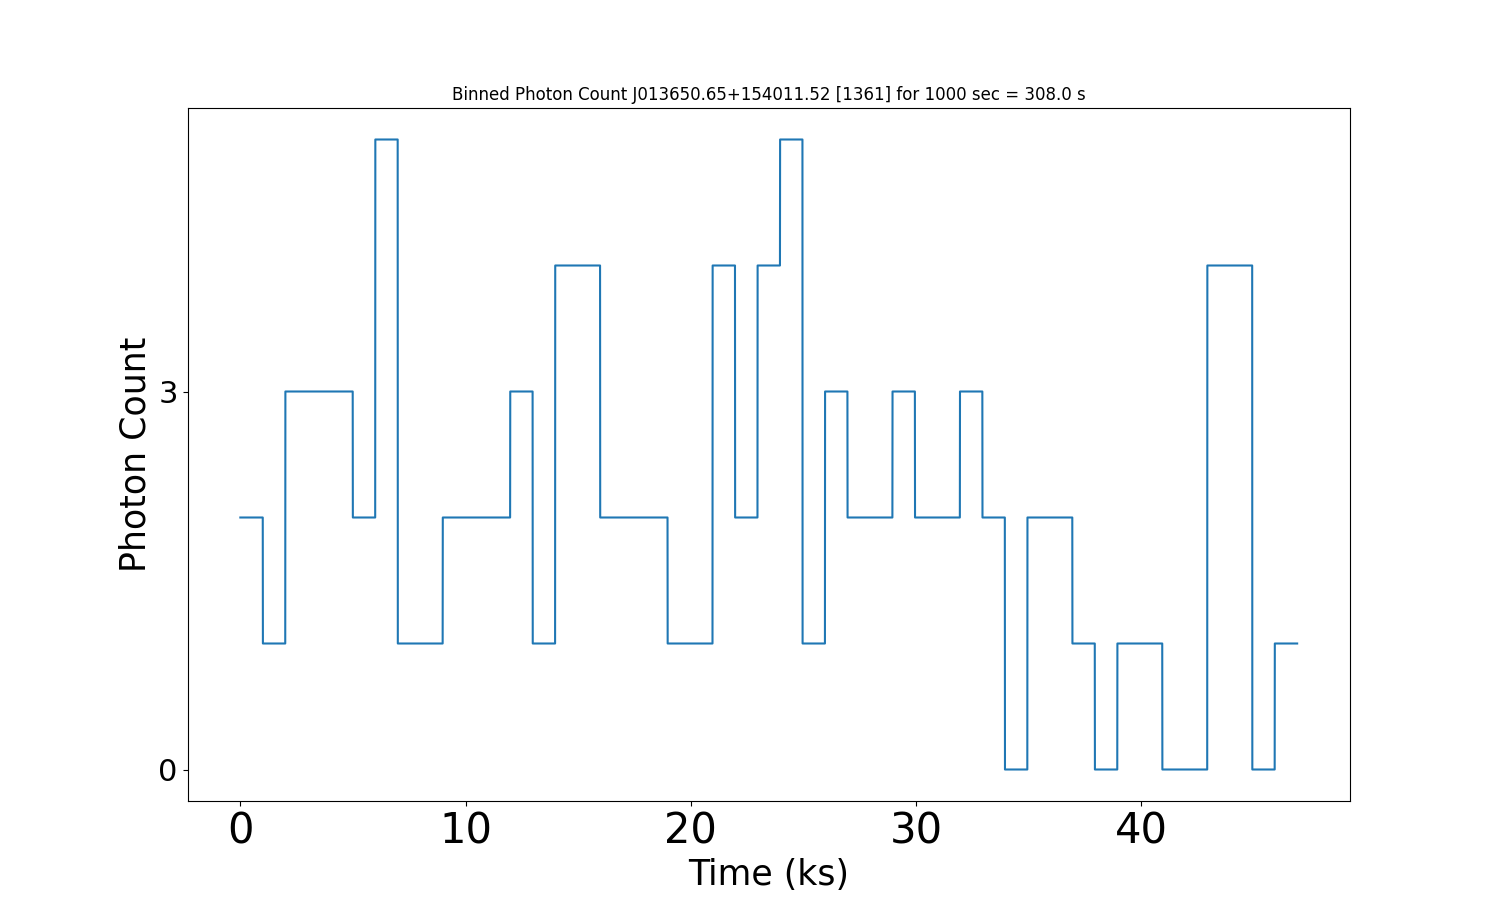 Binned Photon Count J013650.65+154011.52 [1361] for 1000 sec = 308.0 s
Photon Count
3
0
0 10 20 30 40
Time (ks)